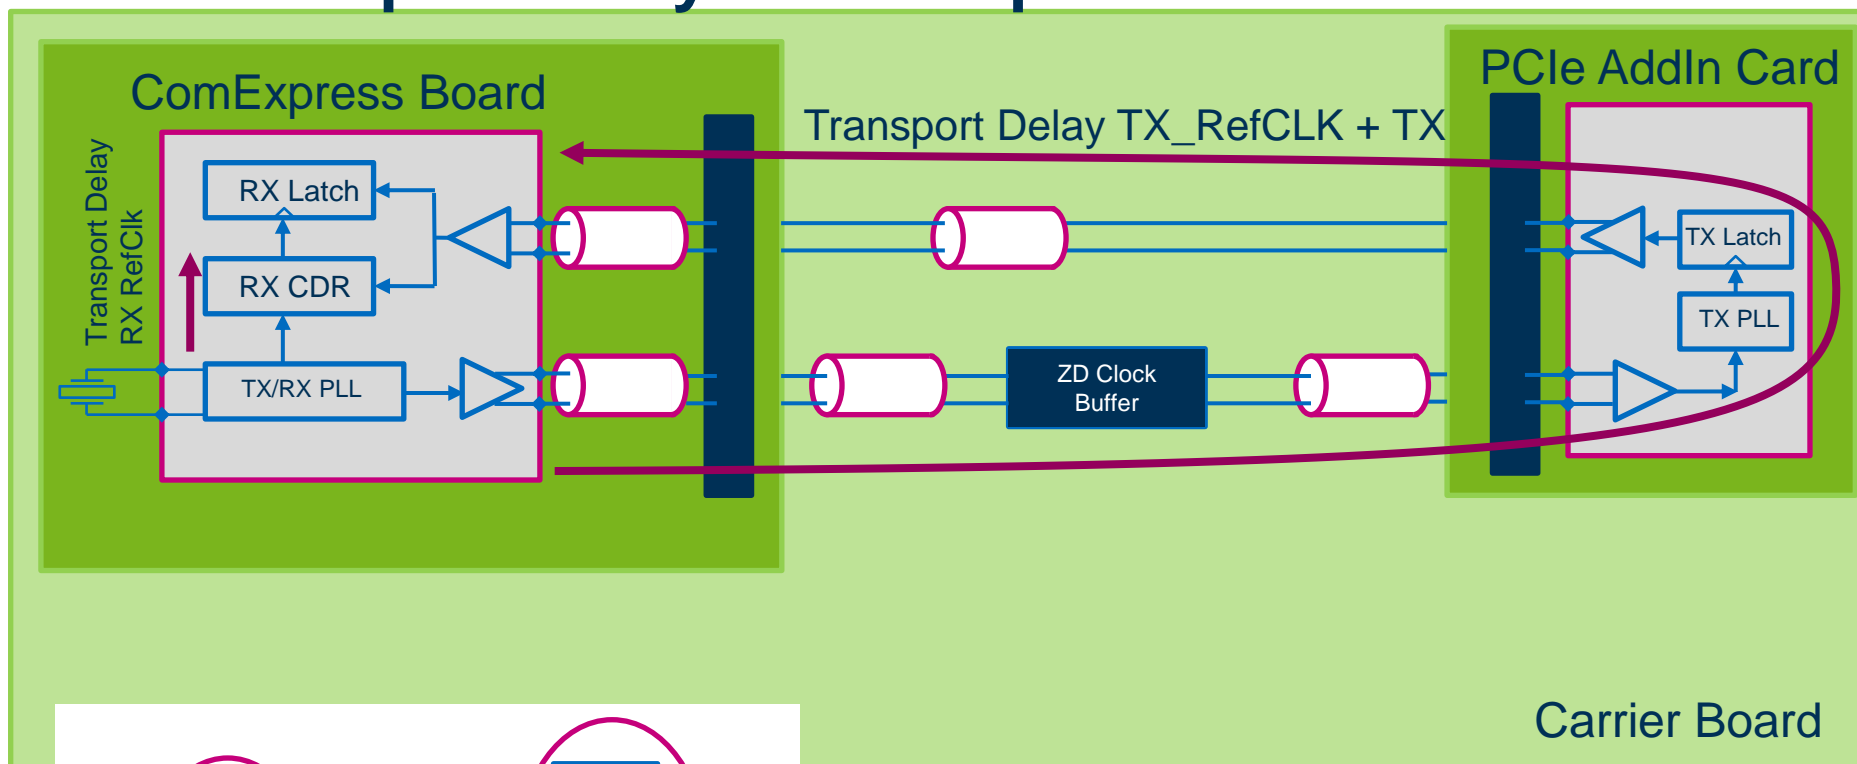 ComExpress Board
PCIe AddIn Card
Transport Delay TX_RefCLK + TX
Transport Delay
RX RefClk
RX Latch
RX CDR
TX/RX PLL
TX Latch
TX PLL
ZD Clock
Buffer
Carrier Board